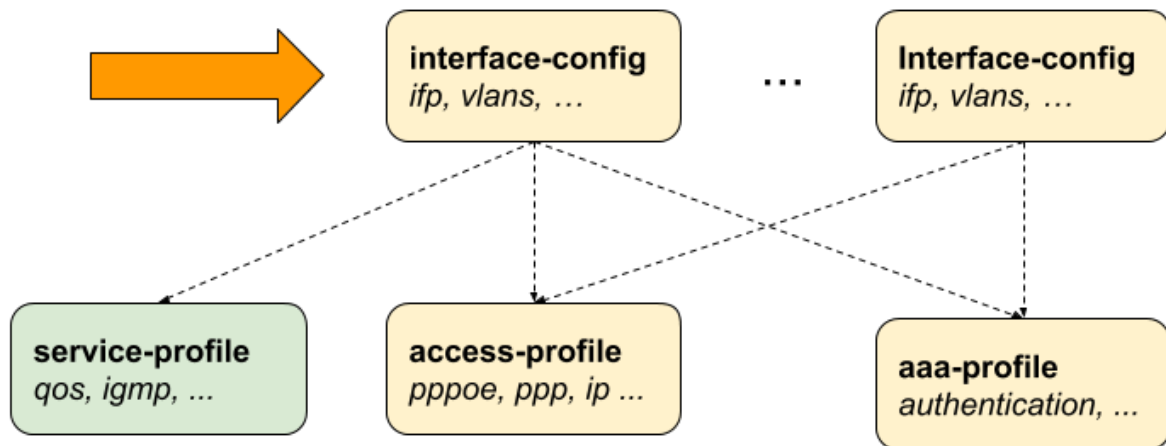 interface-config
ifp, vlans, …
...
Interface-config
ifp, vlans, …
service-profile
qos, igmp, ...
access-profile
pppoe, ppp, ip ...
aaa-profile
authentication, ...